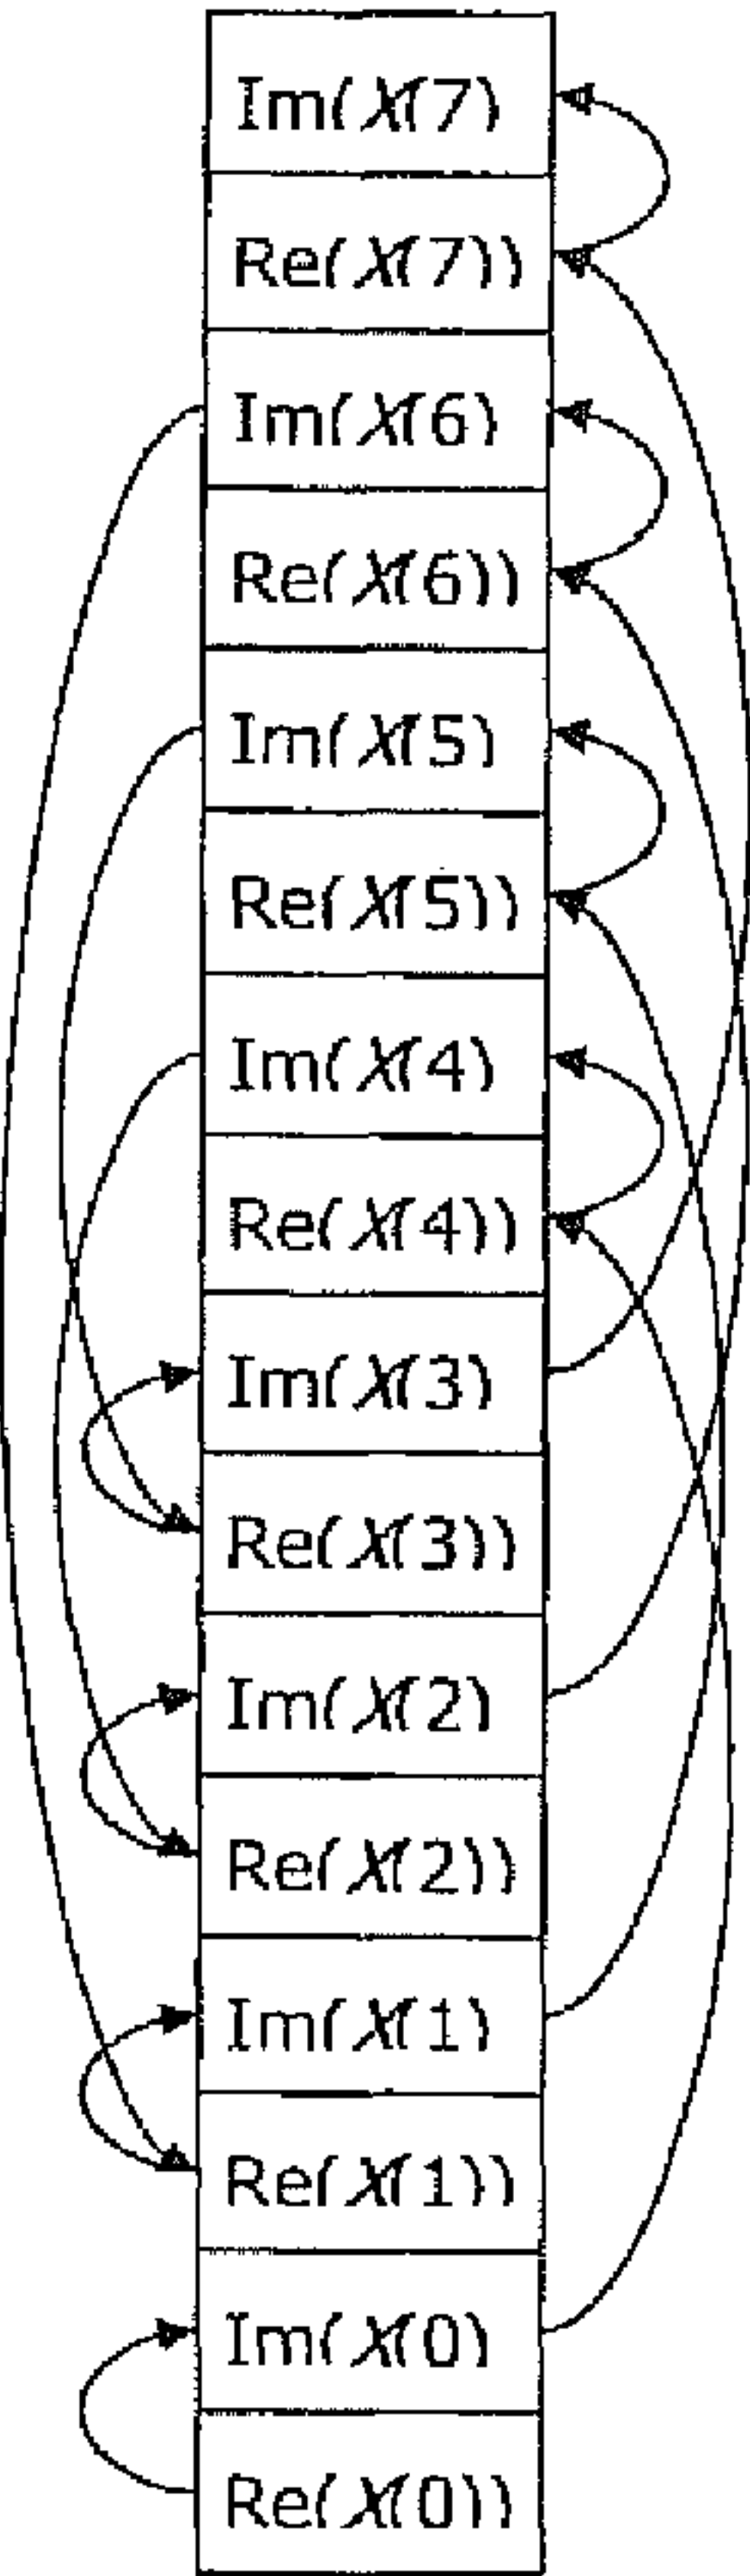 Im(X(7)
Re(X(7))
Im(X(6)
Re(X(6))
Im(X(5)
Re(X(5))
Im(X(4)
Re(X(4))
Im(X(3)
Re(X(3))
Im(X(2)
Re(X(2))
Im(X(1)
Re(X(1))
Im(X(0)
Re(X(0))